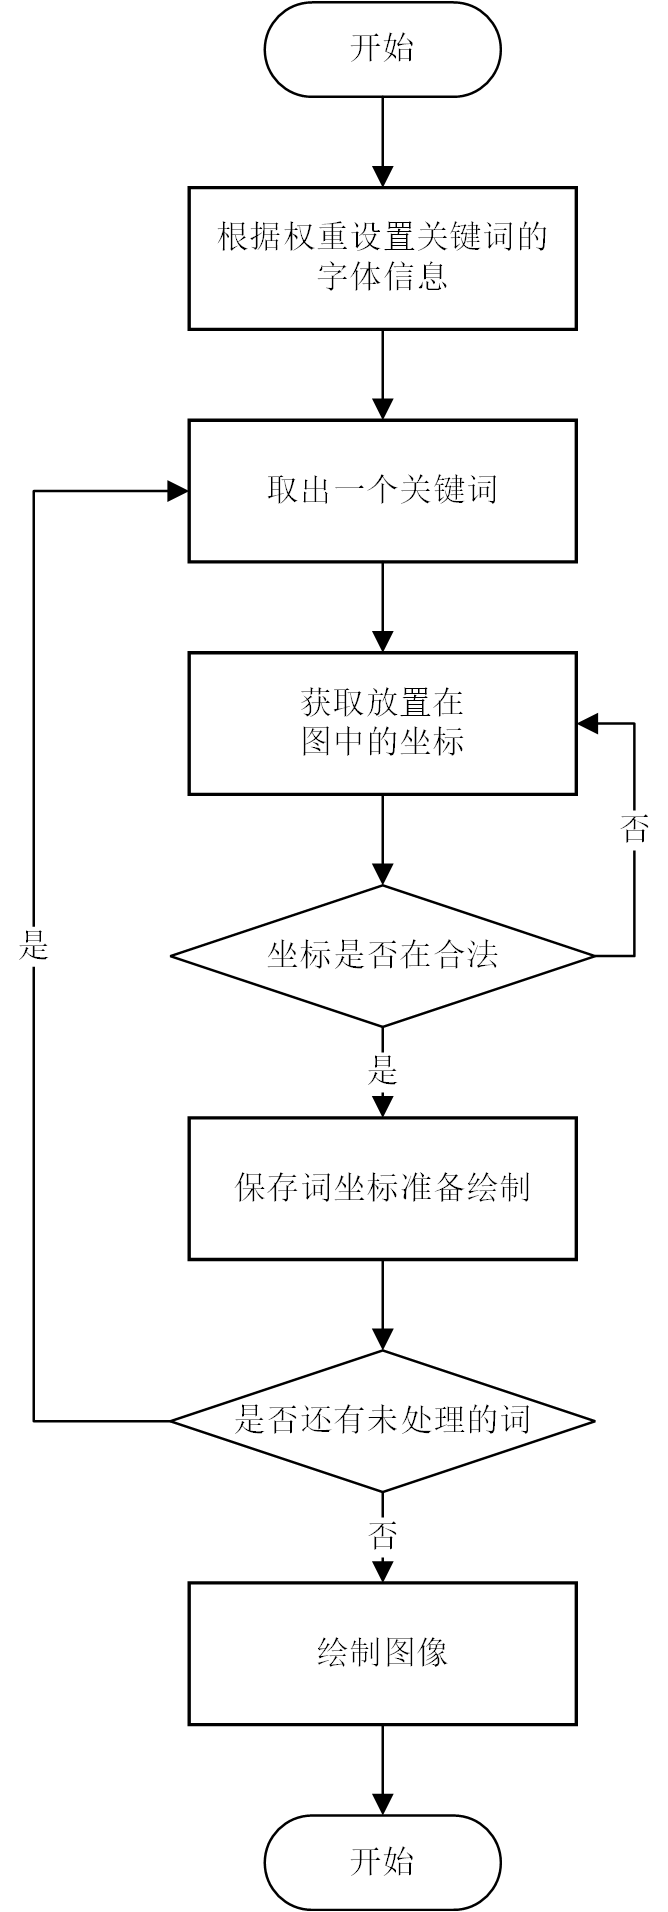 开始
根据权重设置关键词的
字体信息
取出一个关键词
获取放置在
图中的坐标
否
坐标是否在合法
是
是
保存词坐标准备绘制
是否还有未处理的词
否
绘制图像
开始